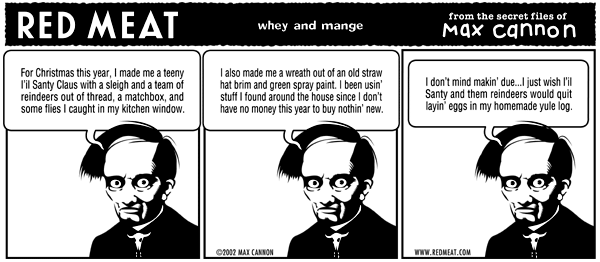 RED MEAT
whey and mange
from the secret files of
Max cannon
For Christmas this year, I made me a teeny
l'il Santy Claus with a sleigh and a team of
reindeers out of thread, a matchbox, and
some flies I caught in my kitchen window.
I also made me a wreath out of an old straw
hat brim and green spray paint. I been usin'
stuff I found around the house since I don't
have no money this year to buy nothin' new.
©2002 MAX CANNON
I don't mind makin' due...I just wish l'il
Santy and them reindeers would quit
layin' eggs in my homemade yule log.
WWW.REDMEAT.COM